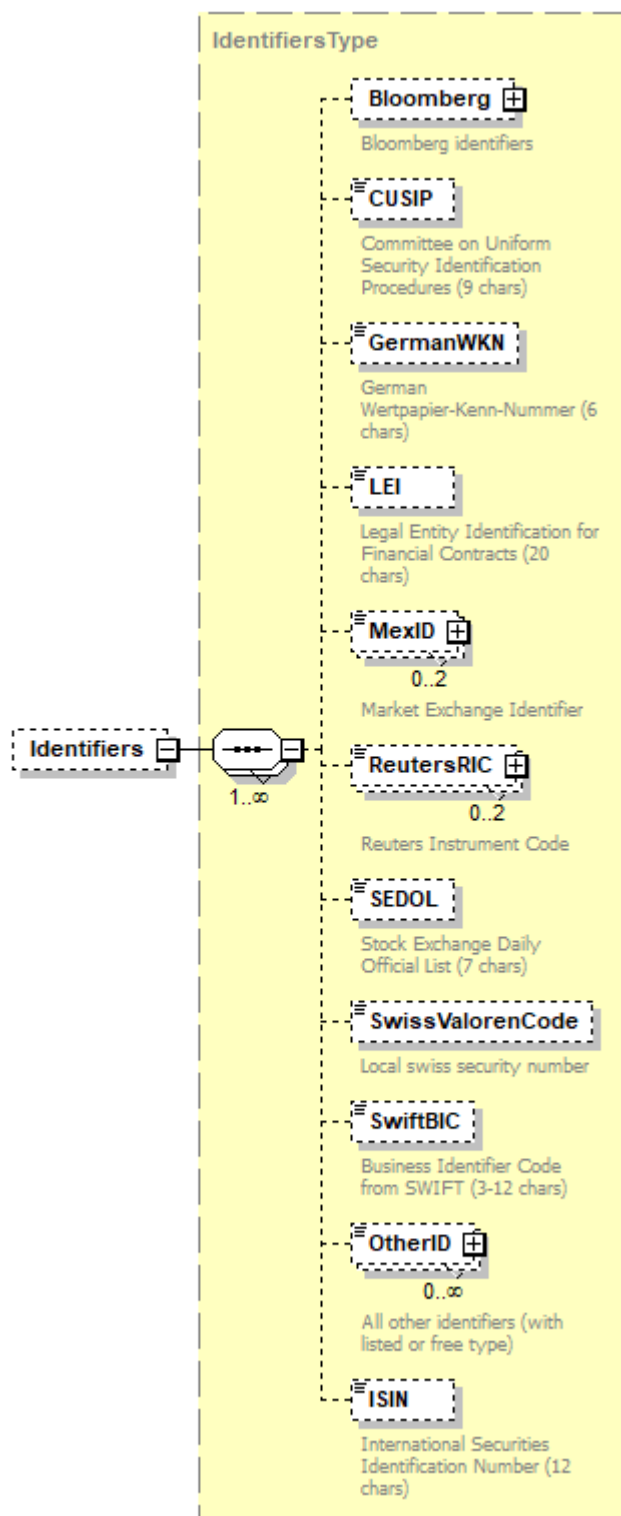 IdentifiersType
Bloomberg
Bloomberg identifiers
CUSIP
Committee on Uniform
Security Identification
Procedures (9 chars)
GermanWKN
German
Wertpapier-Kenn-Nummer (6
chars)
LEI
Legal Entity Identification for
Financial Contracts (20
chars)
MexID
0..2
Market Exchange Identifier
Identifiers
1..∞
ReutersRIC
0..2
Reuters Instrument Code
SEDOL
Stock Exchange Daily
Official List (7 chars)
SwissValorenCode
Local swiss security number
SwiftBIC
Business Identifier Code
from SWIFT (3-12 chars)
OtherID
0..∞
All other identifiers (with
listed or free type)
ISIN
International Securities
Identification Number (12
chars)